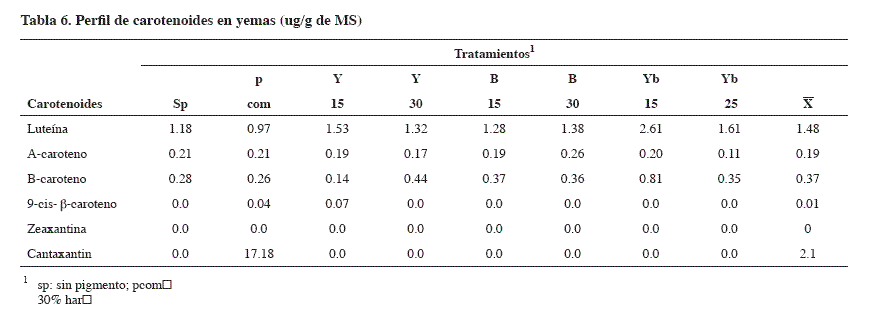 Tabla 6. Perfil de carotenoides en yemas (ug/g de MS)
Tratamientos1
p Y Y B B Yb Yb
Carotenoides Sp com 15 30 15 30 15 25 X̅
Luteína 1.18 0.97 1.53 1.32 1.28 1.38 2.61 1.61 1.48
A-caroteno 0.21 0.21 0.19 0.17 0.19 0.26 0.20 0.11 0.19
B-caroteno 0.28 0.26 0.14 0.44 0.37 0.36 0.81 0.35 0.37
9-cis- β-caroteno 0.0 0.04 0.07 0.0 0.0 0.0 0.0 0.0 0.01
Zeaxantina 0.0 0.0 0.0 0.0 0.0 0.0 0.0 0.0 0
Cantaxantin 0.0 17.18 0.0 0.0 0.0 0.0 0.0 0.0 2.1
1 sp: sin pigmento; pcom□
30% har□